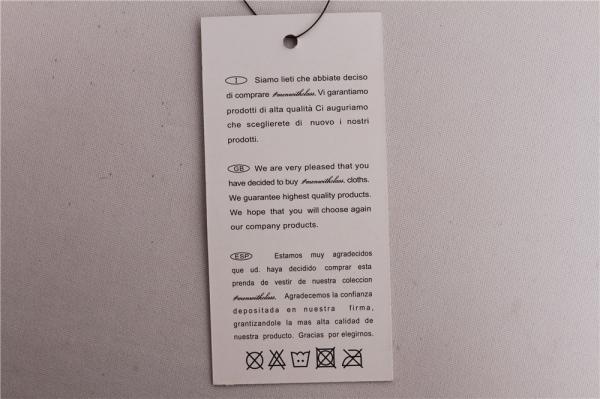 I Siamo lieti che abbiate deciso
di comprare #menwithclass. Vi garantiamo
prodotti di alta qualità Ci auguriamo
che sceglierete di nuovo i nostri
prodotti.
GB We are very pleased that you
have decided to buy #menwithclass. cloths.
We guarantee highest quality products.
We hope that you will choose again
our company products.
ESP Estamos muy agradecidos
que ud. haya decidido comprar esta
prenda de vestir de nuestra coleccion
#menwithclass. Agradecemos la confianza
depositada en nuestra firma,
grantizandole la mas alta calidad de
nuestra producto. Gracias por elegirnos.